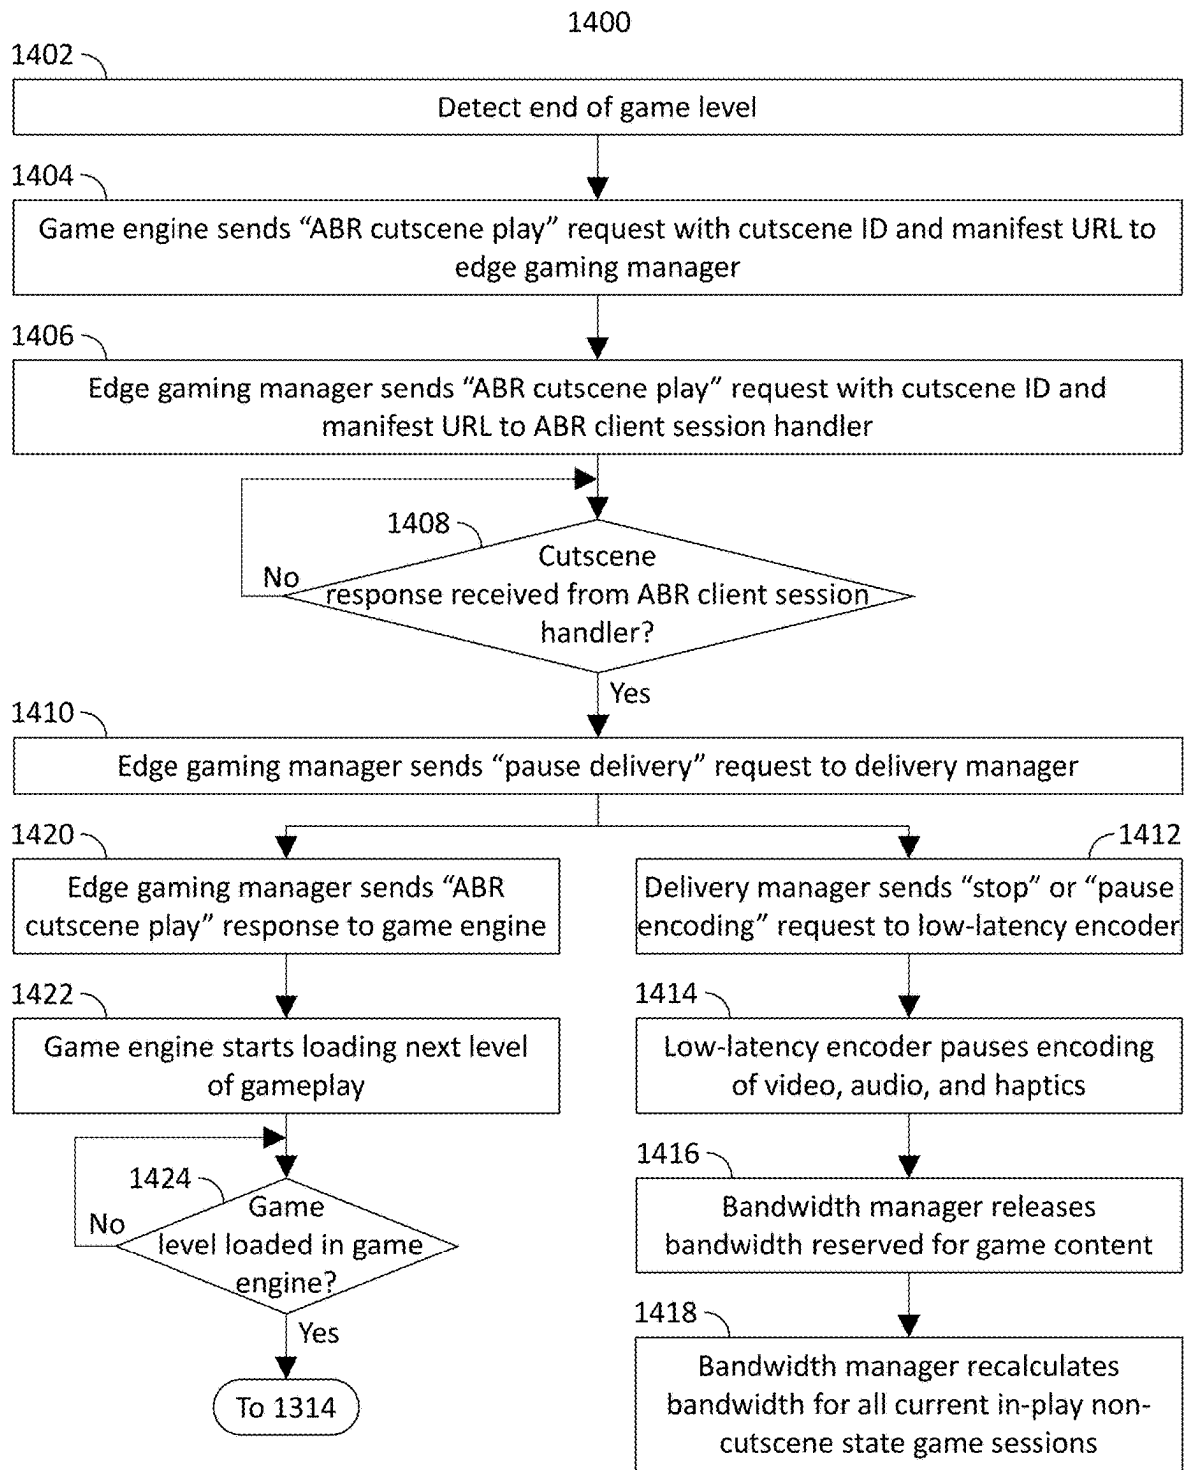 1400
1402
Detect end of game level
1404
Game engine sends “ABR cutscene play” request with cutscene ID and manifest URL to
edge gaming manager
1406
Edge gaming manager sends “ABR cutscene play” request with cutscene ID and
manifest URL to ABR client session handler
1408
Cutscene
response received from ABR client session
handler?
No
Yes
1410
Edge gaming manager sends “pause delivery” request to delivery manager
1420
Edge gaming manager sends “ABR
cutscene play” response to game engine
1422
Game engine starts loading next level
of gameplay
1424
Game
level loaded in game
engine?
No
Yes
To 1314
1412
Delivery manager sends “stop” or “pause
encoding” request to low-latency encoder
1414
Low-latency encoder pauses encoding
of video, audio, and haptics
1416
Bandwidth manager releases
bandwidth reserved for game content
1418
Bandwidth manager recalculates
bandwidth for all current in-play non-
cutscene state game sessions